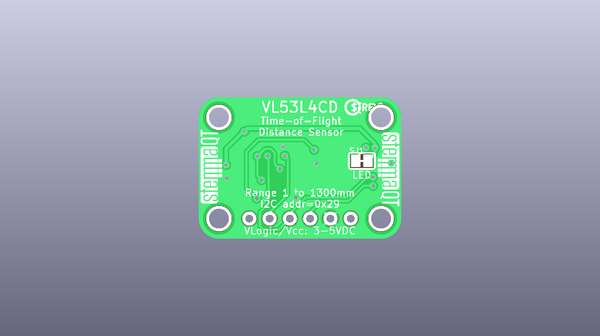 VL53L4CD
Time-of-Flight
Distance Sensor
SJ1
LED
Range 1 to 1300mm
I2C addr=0x29
VLogic/Vcc: 3-5VDC